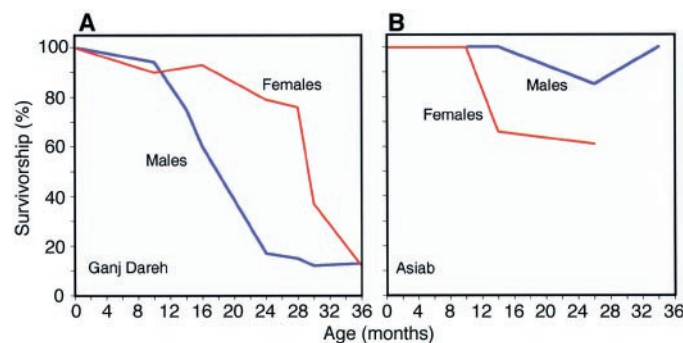 A
B
Survivorship (%)
100
80
60
40
20
0
Females
Males
Ganj Dareh
0 4 8 12 16 20 24 28 32 36
Males
Females
Asiab
0 4 8 12 16 20 24 28 32 36
Age (months)